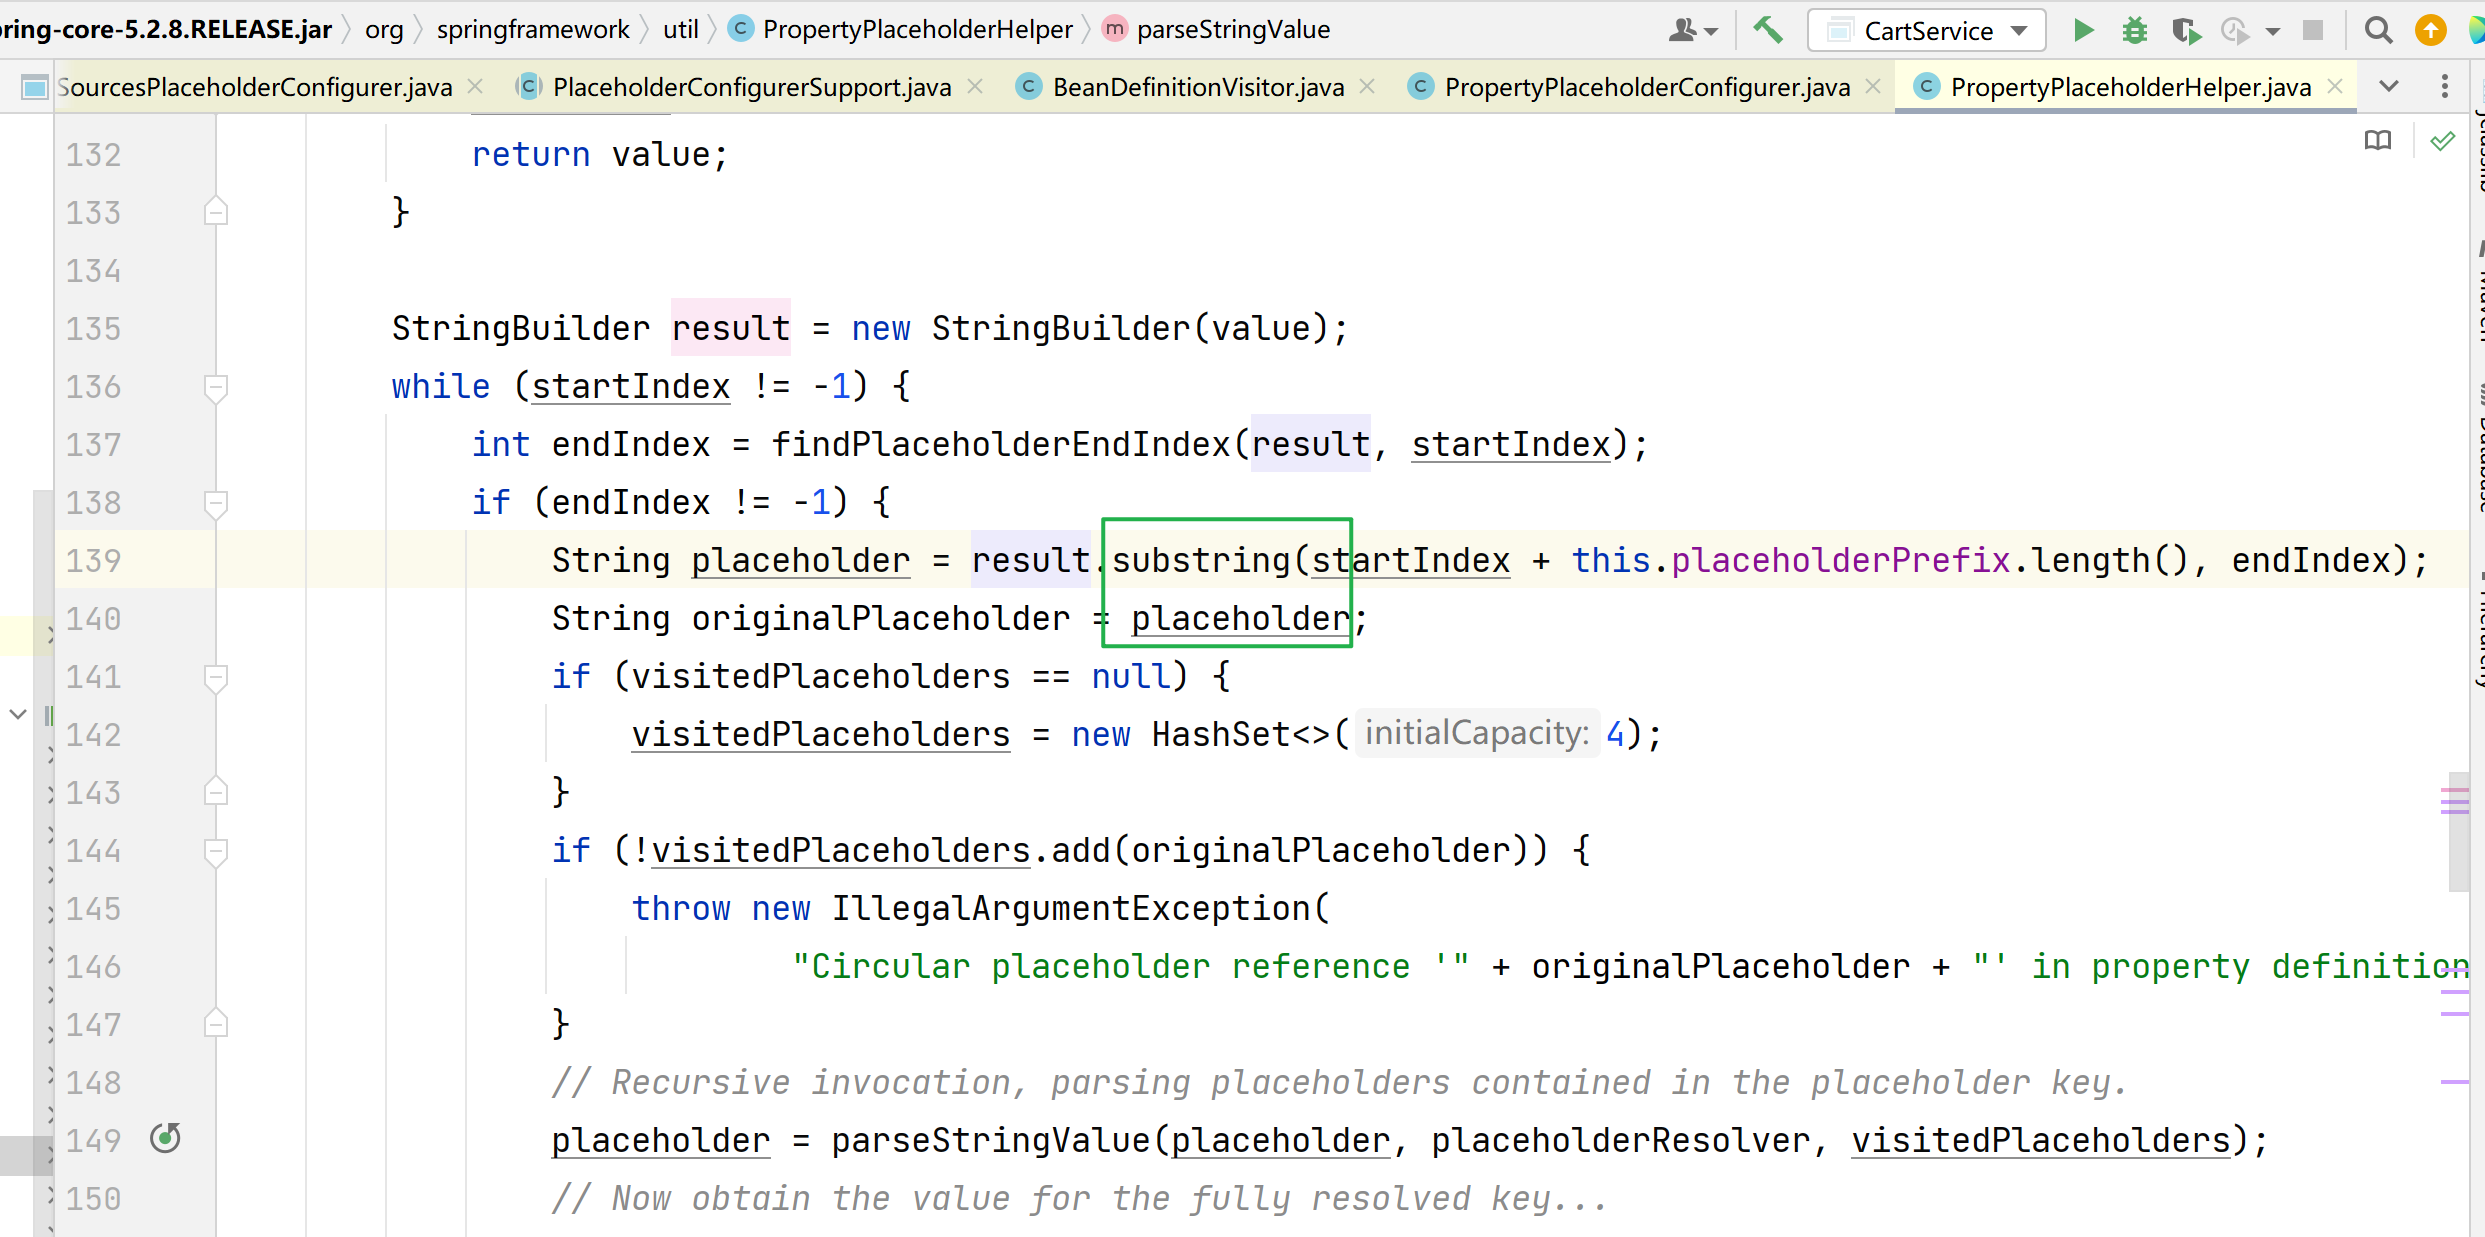 ring-core-5.2.8.RELEASE.jar org springframework util C PropertyPlaceholderHelper m parseStringValue CartService
SourcesPlaceholderConfigurer.java C PlaceholderConfigurerSupport.java C BeanDefinitionVisitor.java C PropertyPlaceholderConfigurer.java C PropertyPlaceholderHelper.java
132 return value;
133 }
134
135 StringBuilder result = new StringBuilder(value);
136 while (startIndex != -1) {
137 int endIndex = findPlaceholderEndIndex(result, startIndex);
138 if (endIndex != -1) {
139 String placeholder = result.substring(startIndex + this.placeholderPrefix.length(), endIndex);
140 String originalPlaceholder = placeholder;
141 if (visitedPlaceholders == null) {
142 visitedPlaceholders = new HashSet<>( initialCapacity: 4);
143 }
144 if (!visitedPlaceholders.add(originalPlaceholder)) {
145 throw new IllegalArgumentException(
146 "Circular placeholder reference '" + originalPlaceholder + "' in property definition
147 }
148 // Recursive invocation, parsing placeholders contained in the placeholder key.
149 placeholder = parseStringValue(placeholder, placeholderResolver, visitedPlaceholders);
150 // Now obtain the value for the fully resolved key...